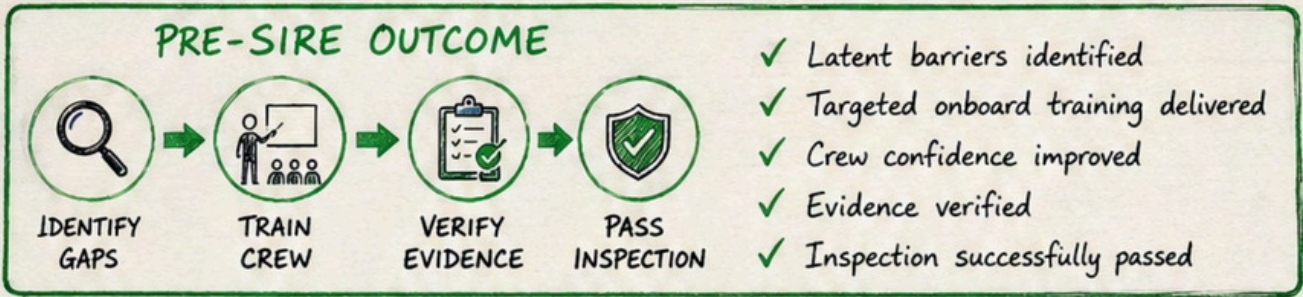 PRE-SIRE OUTCOME
IDENTIFY
GAPS
TRAIN
CREW
VERIFY
EVIDENCE
PASS
INSPECTION
✓ Latent barriers identified
✓ Targeted onboard training delivered
✓ Crew confidence improved
✓ Evidence verified
✓ Inspection successfully passed